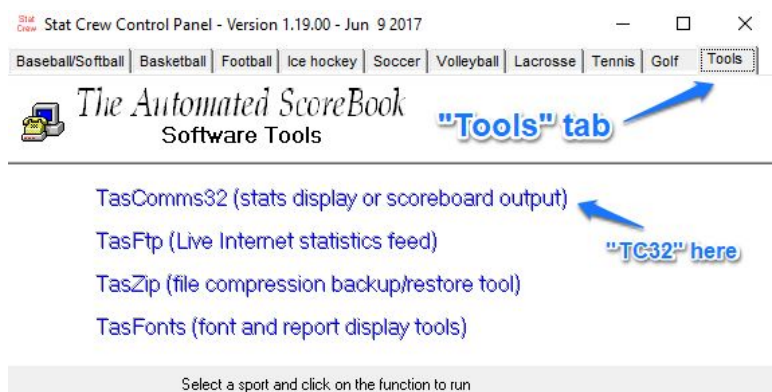 Stat Crew Stat Crew Control Panel - Version 1.19.00 - Jun 9 2017
Baseball/Softball Basketball Football Ice hockey Soccer Volleyball Lacrosse Tennis Golf Tools
The Automated ScoreBook
Software Tools
"Tools" tab
TasComms32 (stats display or scoreboard output)
"TC32" here
TasFtp (Live Internet statistics feed)
TasZip (file compression backup/restore tool)
TasFonts (font and report display tools)
Select a sport and click on the function to run